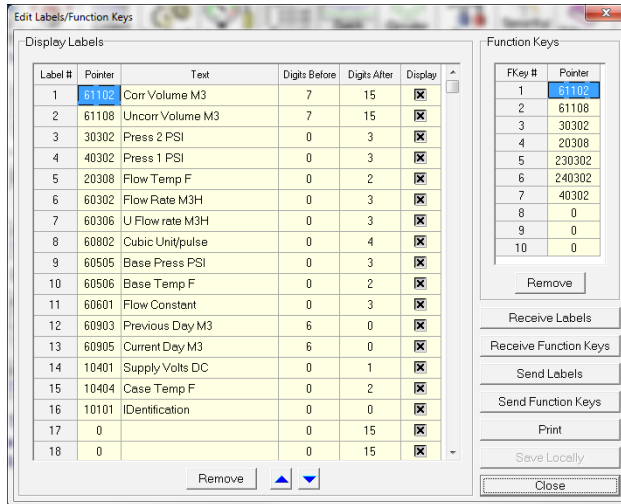 Edit Labels/Function Keys
Display Labels
Label # Pointer Text Digits Before Digits After Display
1 61102 Corr Volume M3 7 15
2 61108 Uncorr Volume M3 7 15
3 30302 Press 2 PSI 0 3
4 40302 Press 1 PSI 0 3
5 20308 Flow Temp F 0 2
6 60302 Flow Rate M3H 0 3
7 60306 U Flow rate M3H 0 3
8 60802 Cubic Unit/pulse 0 4
9 60505 Base Press PSI 0 3
10 60506 Base Temp F 0 2
11 60601 Flow Constant 0 3
12 60903 Previous Day M3 6 0
13 60905 Current Day M3 6 0
14 10401 Supply Volts DC 0 1
15 10404 Case Temp F 0 2
16 10101 IDentification 0 0
17 0 0 15
18 0 0 15
Remove
Function Keys
FKey # Pointer
1 61102
2 61108
3 30302
4 20308
5 230302
6 240302
7 40302
8 0
9 0
10 0
Remove
Receive Labels
Receive Function Keys
Send Labels
Send Function Keys
Print
Save Locally
Close